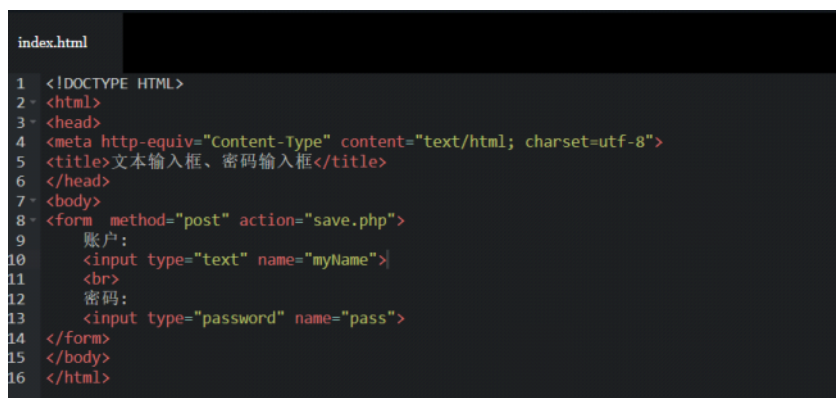 index.html
1 <!DOCTYPE HTML>
2 <html>
3 <head>
4 <meta http-equiv="Content-Type" content="text/html; charset=utf-8">
5 <title>文本输入框、密码输入框</title>
6 </head>
7 <body>
8 <form  method="post" action="save.php">
9     账户:
10     <input type="text" name="myName">
11     <br>
12     密码:
13     <input type="password" name="pass">
14 </form>
15 </body>
16 </html>